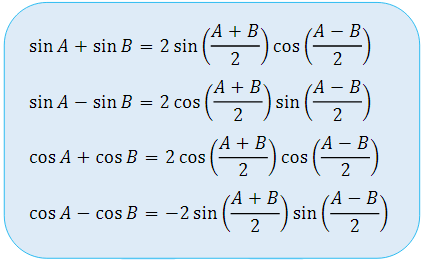 sin A + sin B = 2 sin((A + B)/2) cos((A − B)/2)
sin A − sin B = 2 cos((A + B)/2) sin((A − B)/2)
cos A + cos B = 2 cos((A + B)/2) cos((A − B)/2)
cos A − cos B = −2 sin((A + B)/2) sin((A − B)/2)